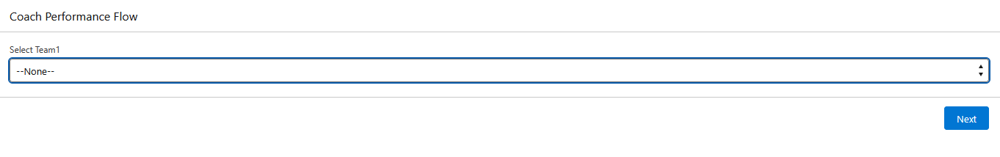 Coach Performance Flow
Select Team1
--None--
Next